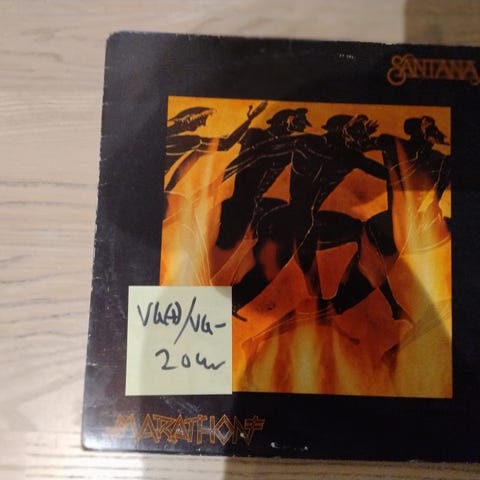 SANTANA
VG(+)/VG-
20kr
MARATHON